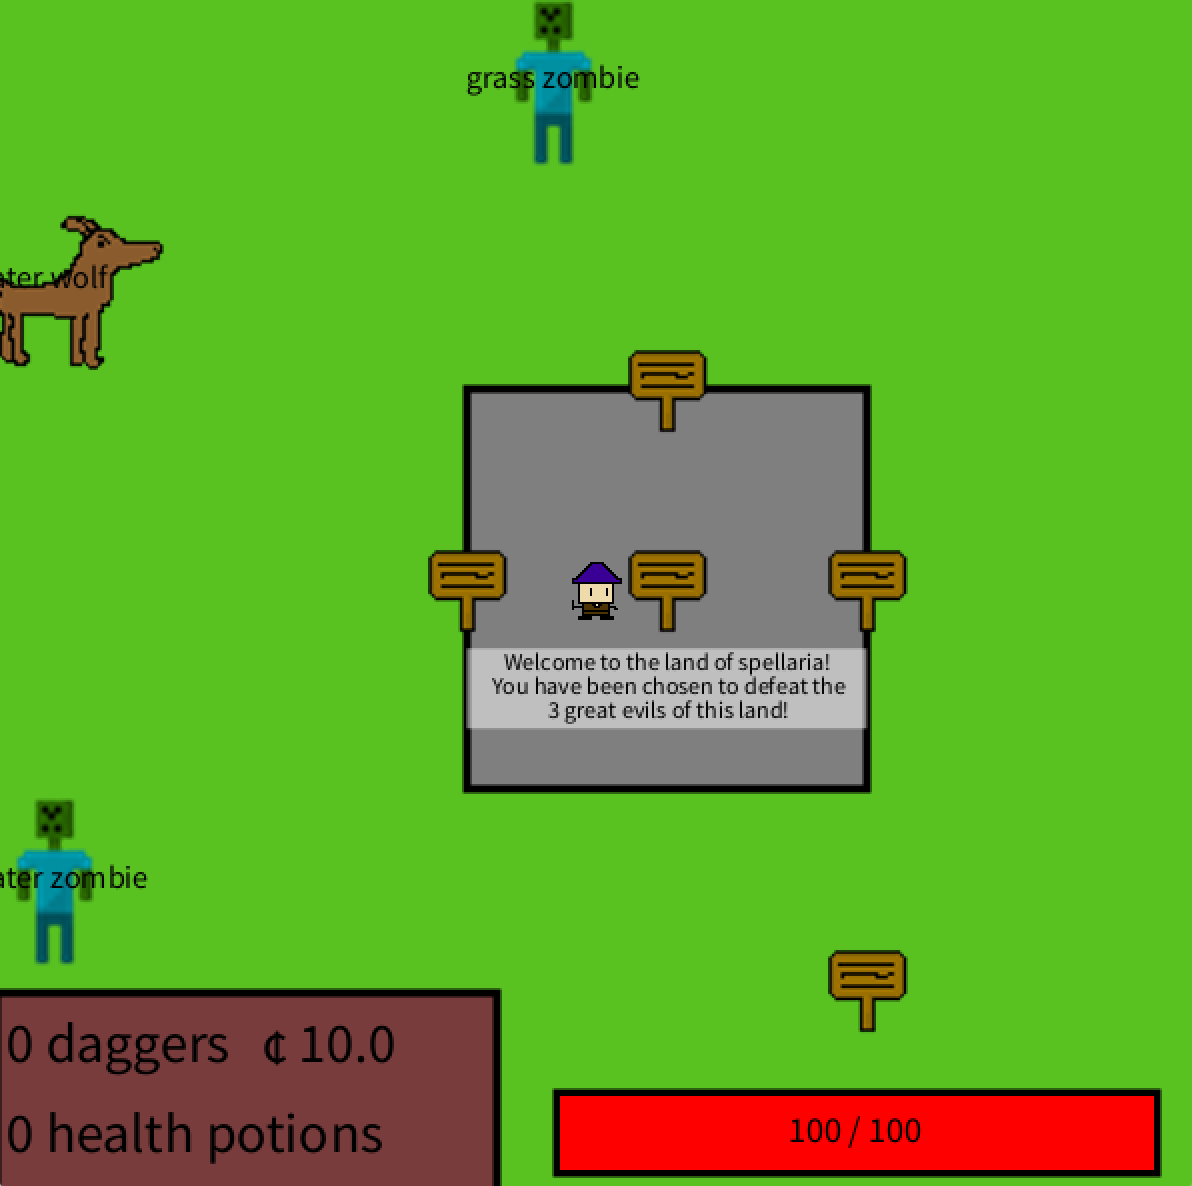 grass zombie
wolf
Welcome to the land of spellaria!
You have been chosen to defeat the
3 great evils of this land!
zombie
0 daggers ¢ 10.0
0 health potions
100 / 100